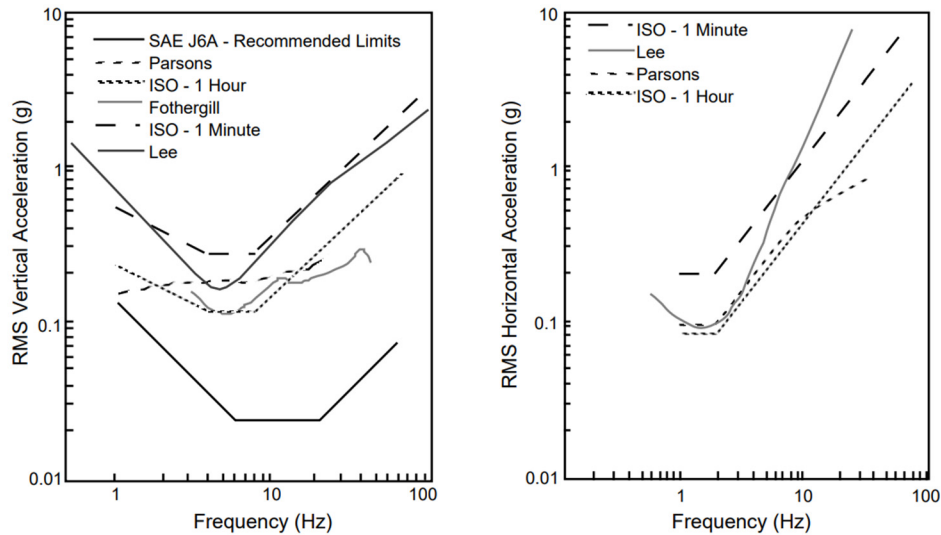 10
SAE J6A - Recommended Limits
Parsons
ISO - 1 Hour
Fothergill
ISO - 1 Minute
Lee
1
0.1
0.01
RMS Vertical Acceleration (g)
1
10
100
Frequency (Hz)
10
ISO - 1 Minute
Lee
Parsons
ISO - 1 Hour
1
0.1
0.01
RMS Horizontal Acceleration (g)
1
10
100
Frequency (Hz)